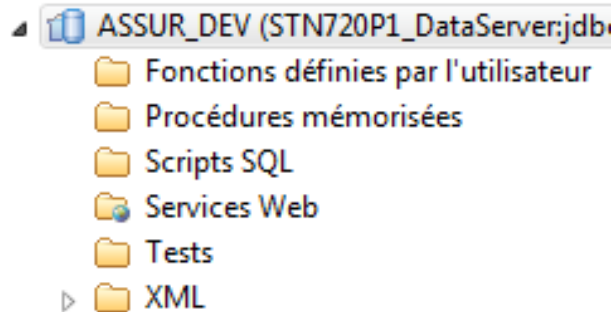 ASSUR_DEV (STN720P1_DataServer:jdb
Fonctions définies par l'utilisateur
Procédures mémorisées
Scripts SQL
Services Web
Tests
XML